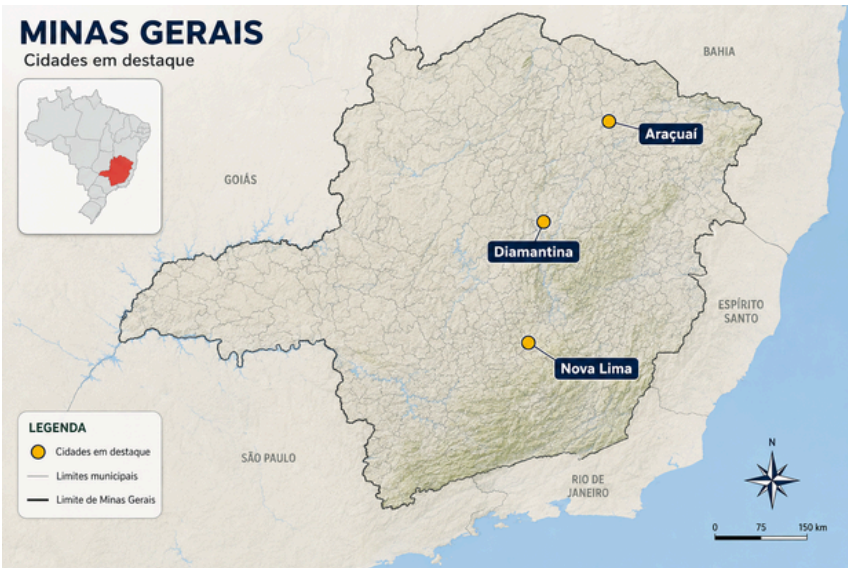 MINAS GERAIS
Cidades em destaque
BAHIA
Araçuaí
GOIÁS
Diamantina
ESPÍRITO
SANTO
Nova Lima
LEGENDA
Cidades em destaque
Limites municipais
Limite de Minas Gerais
SÃO PAULO
RIO DE
JANEIRO
N
0 75 150 km